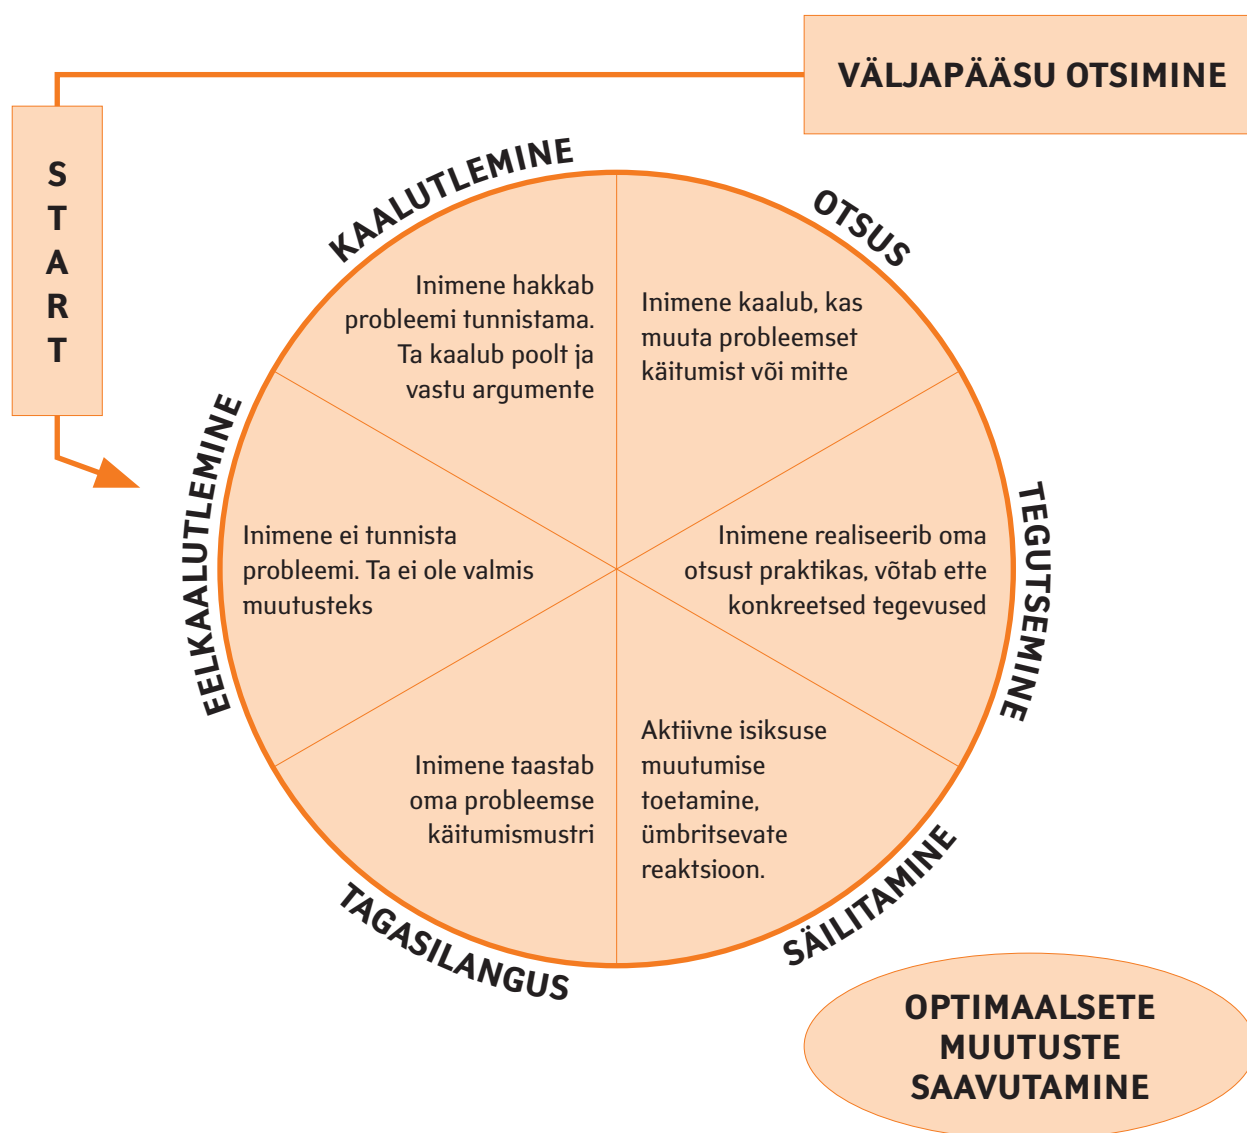 VÄLJAPÄÄSU OTSIMINE
START
KAALUTLEMINE
Inimene hakkab
probleemi tunnistama.
Ta kaalub poolt ja
vastu argumente
OTSUS
Inimene kaalub, kas
muuta probleemset
käitumist või mitte
EELKAALUTLEMINE
Inimene ei tunnista
probleemi. Ta ei ole valmis
muutusteks
TEGUTSEMINE
Inimene realiseerib oma
otsust praktikas, võtab ette
konkreetsed tegevused
TAGASILANGUS
Inimene taastab
oma probleemse
käitumismustri
SÄILITAMINE
Aktiivne isiksuse
muutumise
toetamine,
ümbritsevate
reaktsioon.
OPTIMAALSETE
MUUTUSTE
SAAVUTAMINE